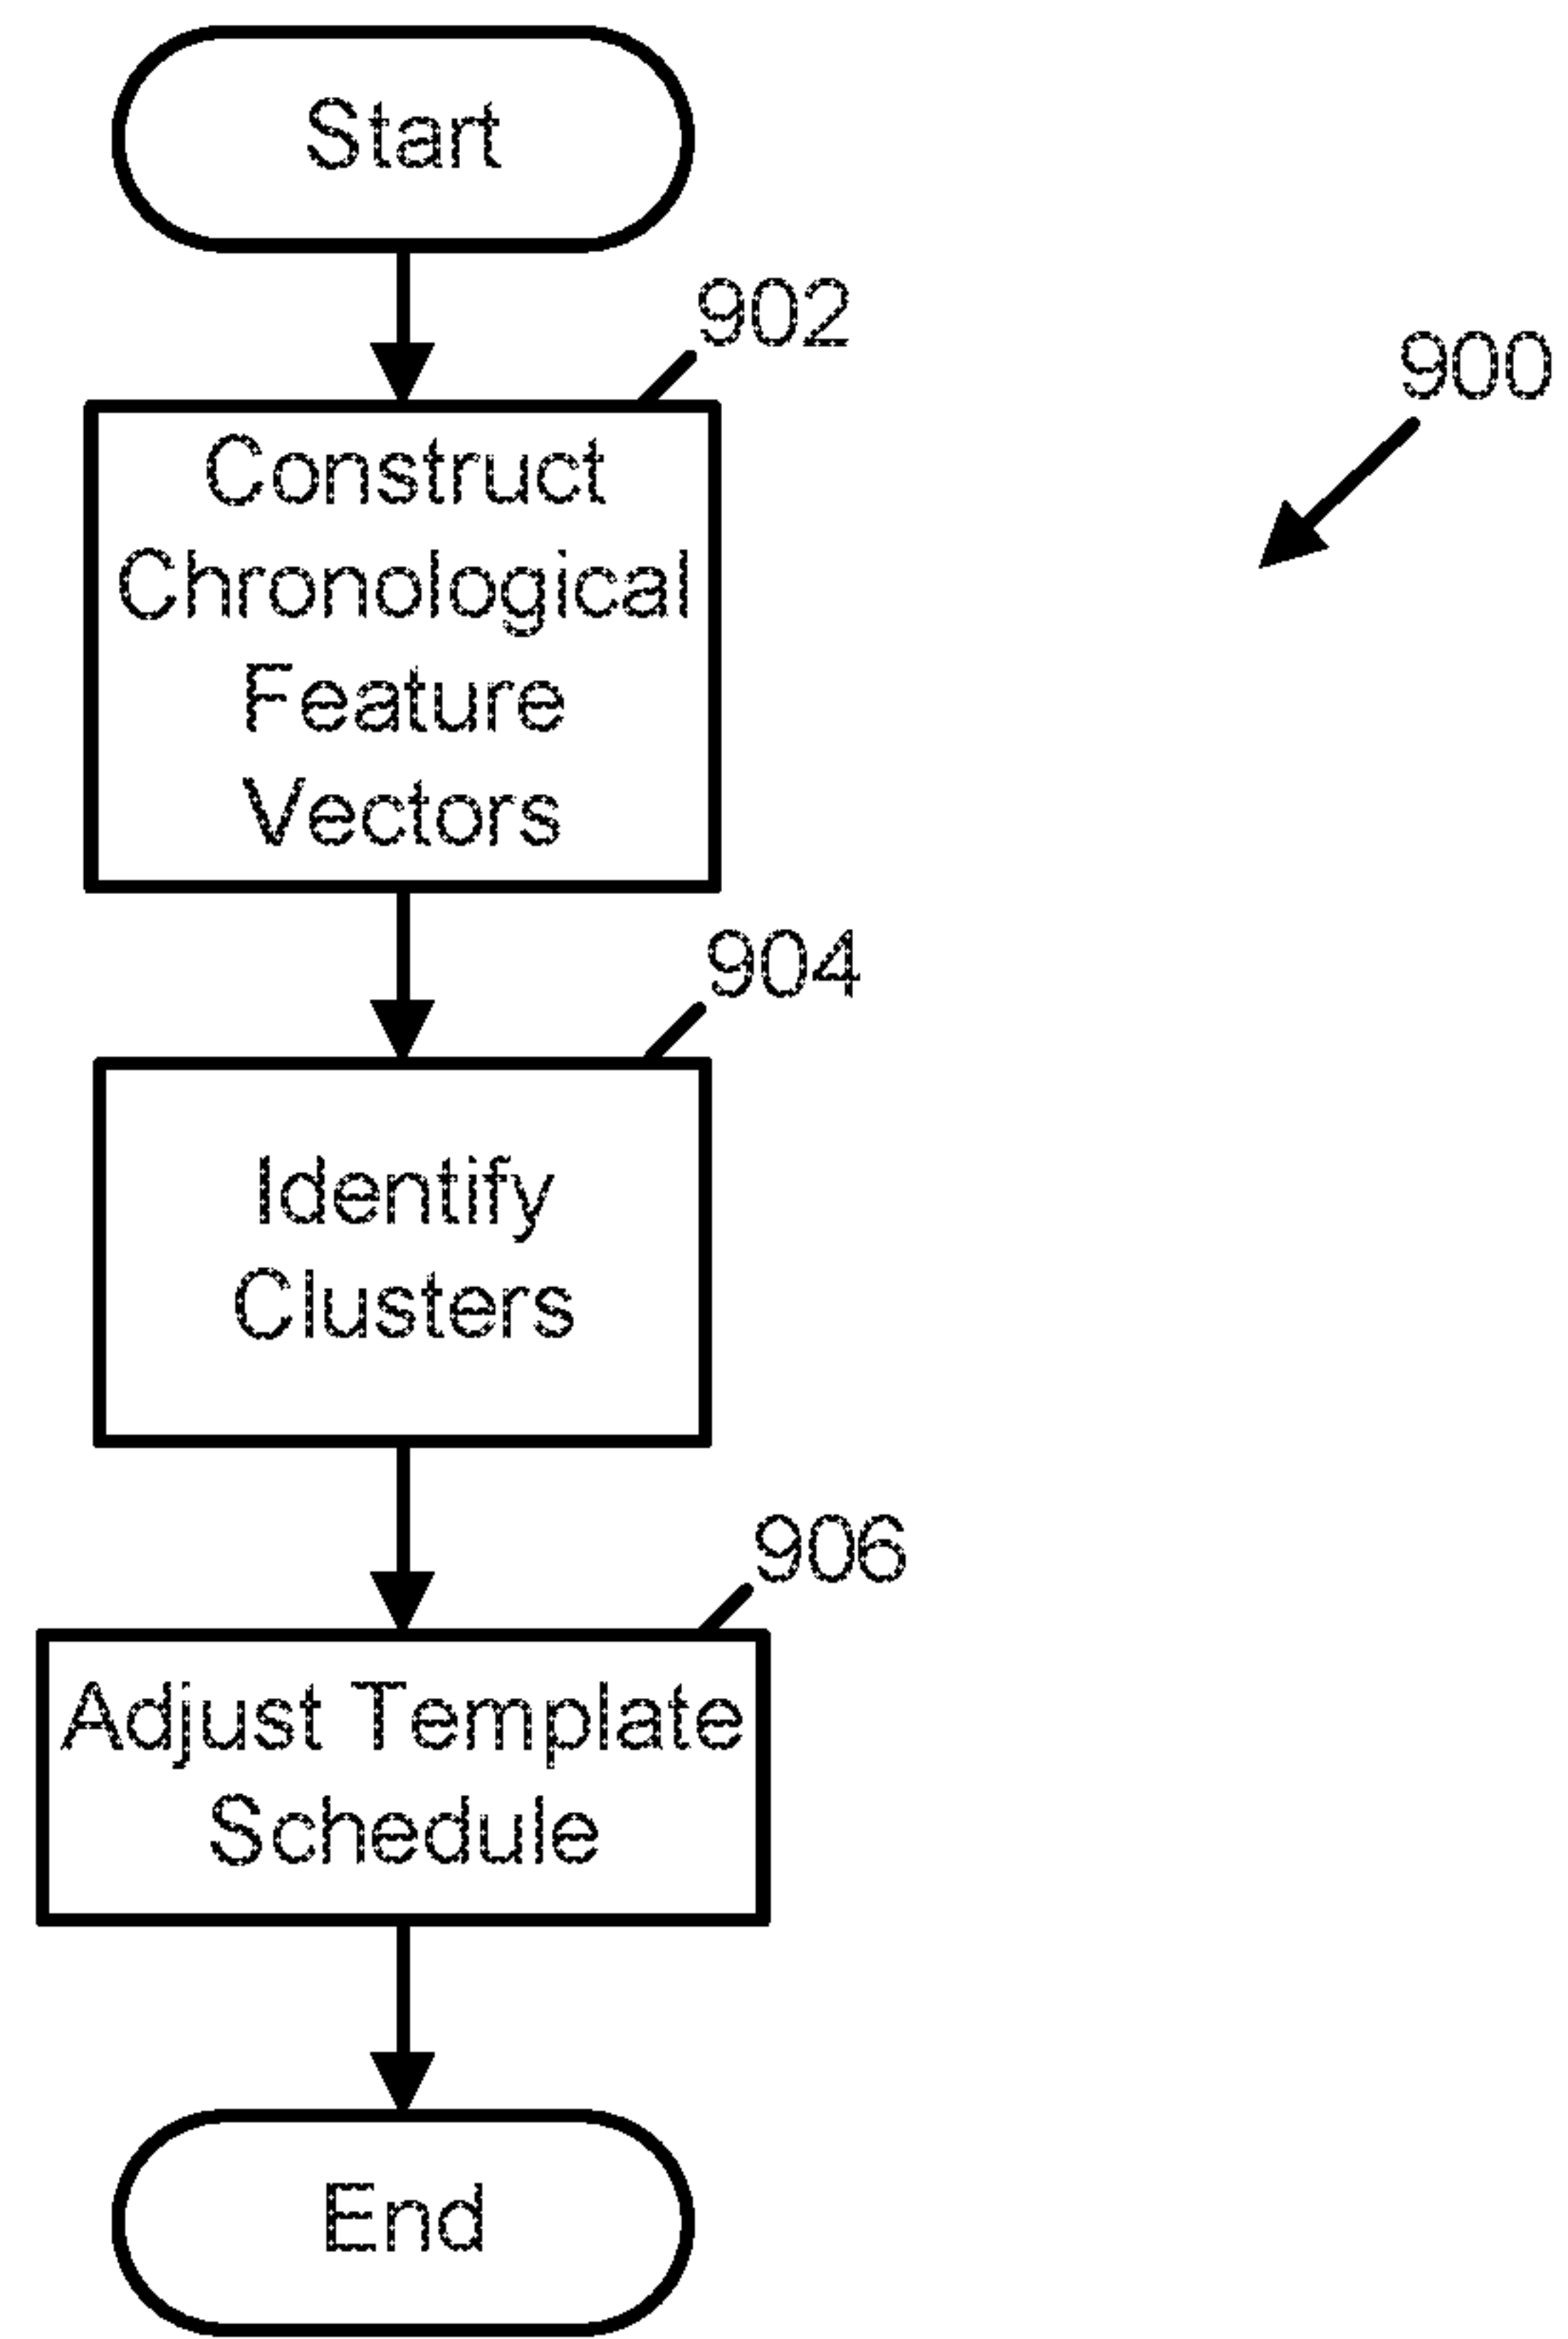 Start
902
900
Construct
Chronological
Feature
Vectors
904
Identify
Clusters
906
Adjust Template
Schedule
End